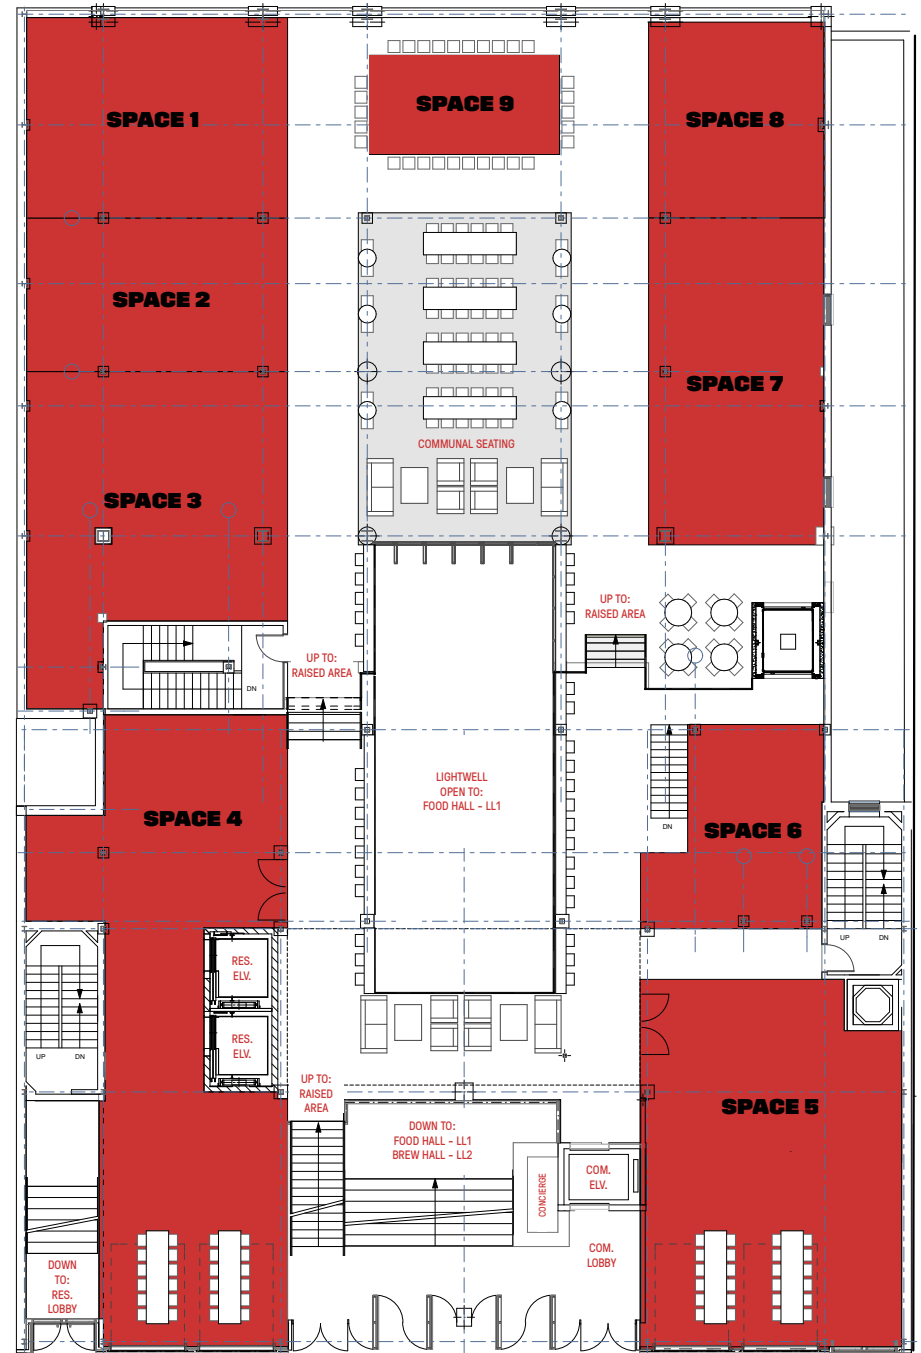 SPACE 9
SPACE 1
SPACE 8
SPACE 2
SPACE 7
COMMUNAL SEATING
SPACE 3
UP TO:
RAISED AREA
UP TO:
RAISED AREA
DN
LIGHTWELL
OPEN TO:
FOOD HALL - LL1
SPACE 4
DN
SPACE 6
UP
DN
RES.
ELV.
RES.
ELV.
UP
DN
UP TO:
RAISED
AREA
SPACE 5
DOWN TO:
FOOD HALL - LL1
BREW HALL - LL2
CONCIERGE
COM.
ELV.
COM.
LOBBY
DOWN
TO:
RES.
LOBBY